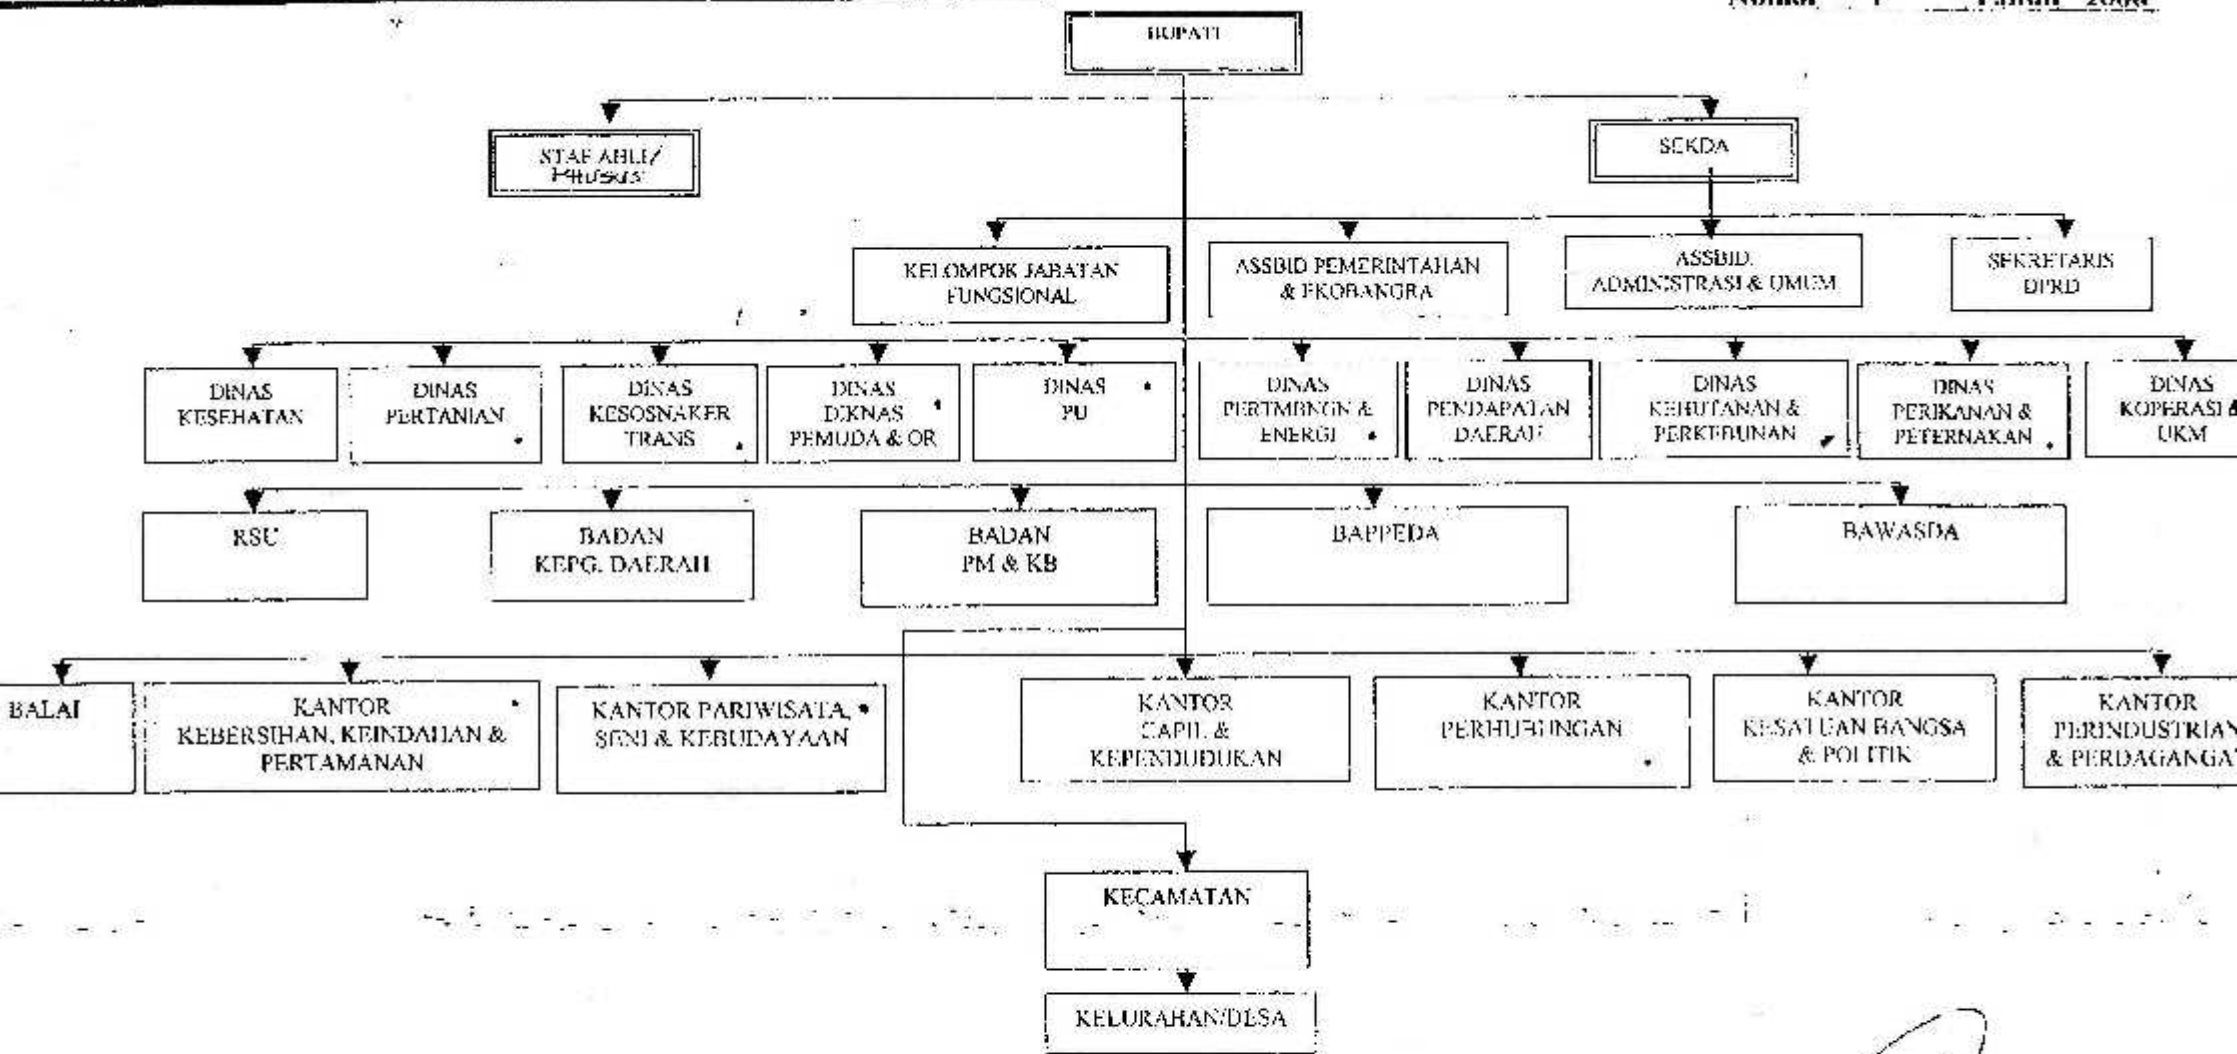 BUPATI
STAF AHLI/
SEKDA
KELOMPOK JABATAN
FUNGSIONAL
ASSBID PEMERINTAHAN
& EKOBANGRA
ASSBID.
ADMINISTRASI & UMUM
SEKRETARIS
DPRD
DINAS
KESEHATAN
DINAS
PERTANIAN
DINAS
KESOSNAKER
TRANS
DINAS
DIKNAS
PEMUDA & OR
DINAS
PU
DINAS
PERTMBNGN &
ENERGI
DINAS
PENDAPATAN
DAERAH
DINAS
KEHUTANAN &
PERKEBUNAN
DINAS
PERIKANAN &
PETERNAKAN
DINAS
KOPERASI &
UKM
RSU
BADAN
KEPG. DAERAH
BADAN
PM & KB
BAPPEDA
BAWASDA
BALAI
KANTOR
KEBERSIHAN, KEINDAHAN &
PERTAMANAN
KANTOR PARIWISATA,
SENI & KEBUDAYAAN
KANTOR
CAPIL &
KEPENDUDUKAN
KANTOR
PERHUBUNGAN
KANTOR
KESATUAN BANGSA
& POLITIK
KANTOR
PERINDUSTRIAN
& PERDAGANGA
KECAMATAN
KELURAHAN/DESA